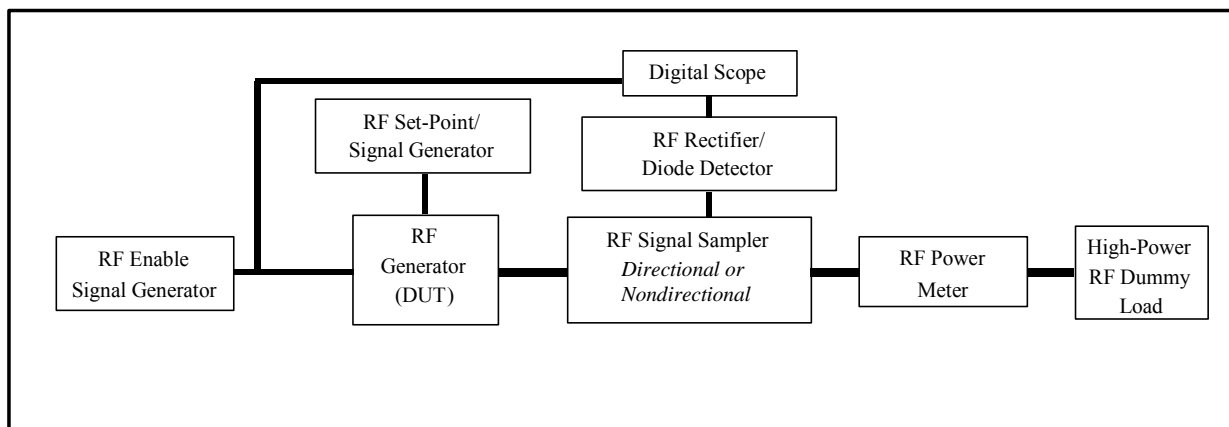 Digital Scope
RF Set-Point/
Signal Generator
RF Rectifier/
Diode Detector
RF Enable
Signal Generator
RF
Generator
(DUT)
RF Signal Sampler
Directional or
Nondirectional
RF Power
Meter
High-Power
RF Dummy
Load